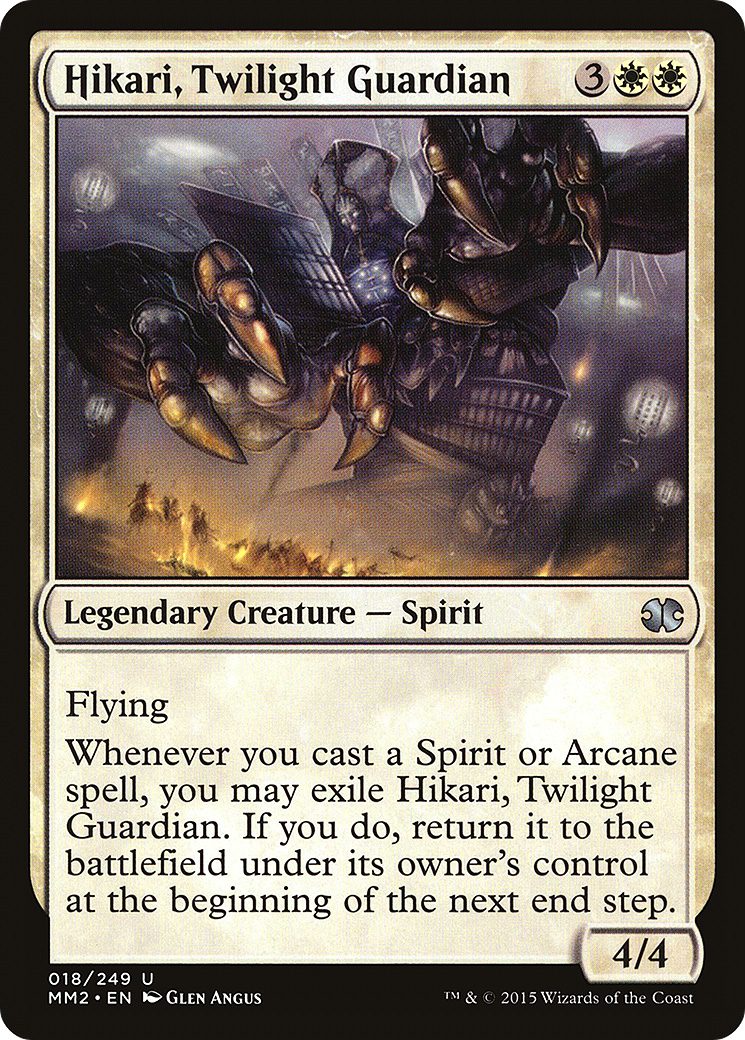 Hikari, Twilight Guardian 3
Legendary Creature — Spirit
Flying
Whenever you cast a Spirit or Arcane
spell, you may exile Hikari, Twilight
Guardian. If you do, return it to the
battlefield under its owner's control
at the beginning of the next end step.
4/4
018/249 U
MM2 • EN Glen Angus
™ & © 2015 Wizards of the Coast